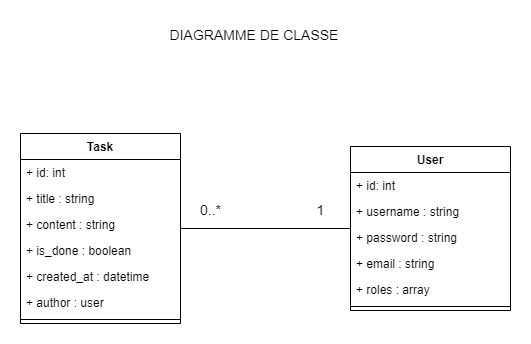 DIAGRAMME DE CLASSE
Task
+ id: int
+ title : string
+ content : string
+ is_done : boolean
+ created_at : datetime
+ author : user
0..*
1
User
+ id: int
+ username : string
+ password : string
+ email : string
+ roles : array